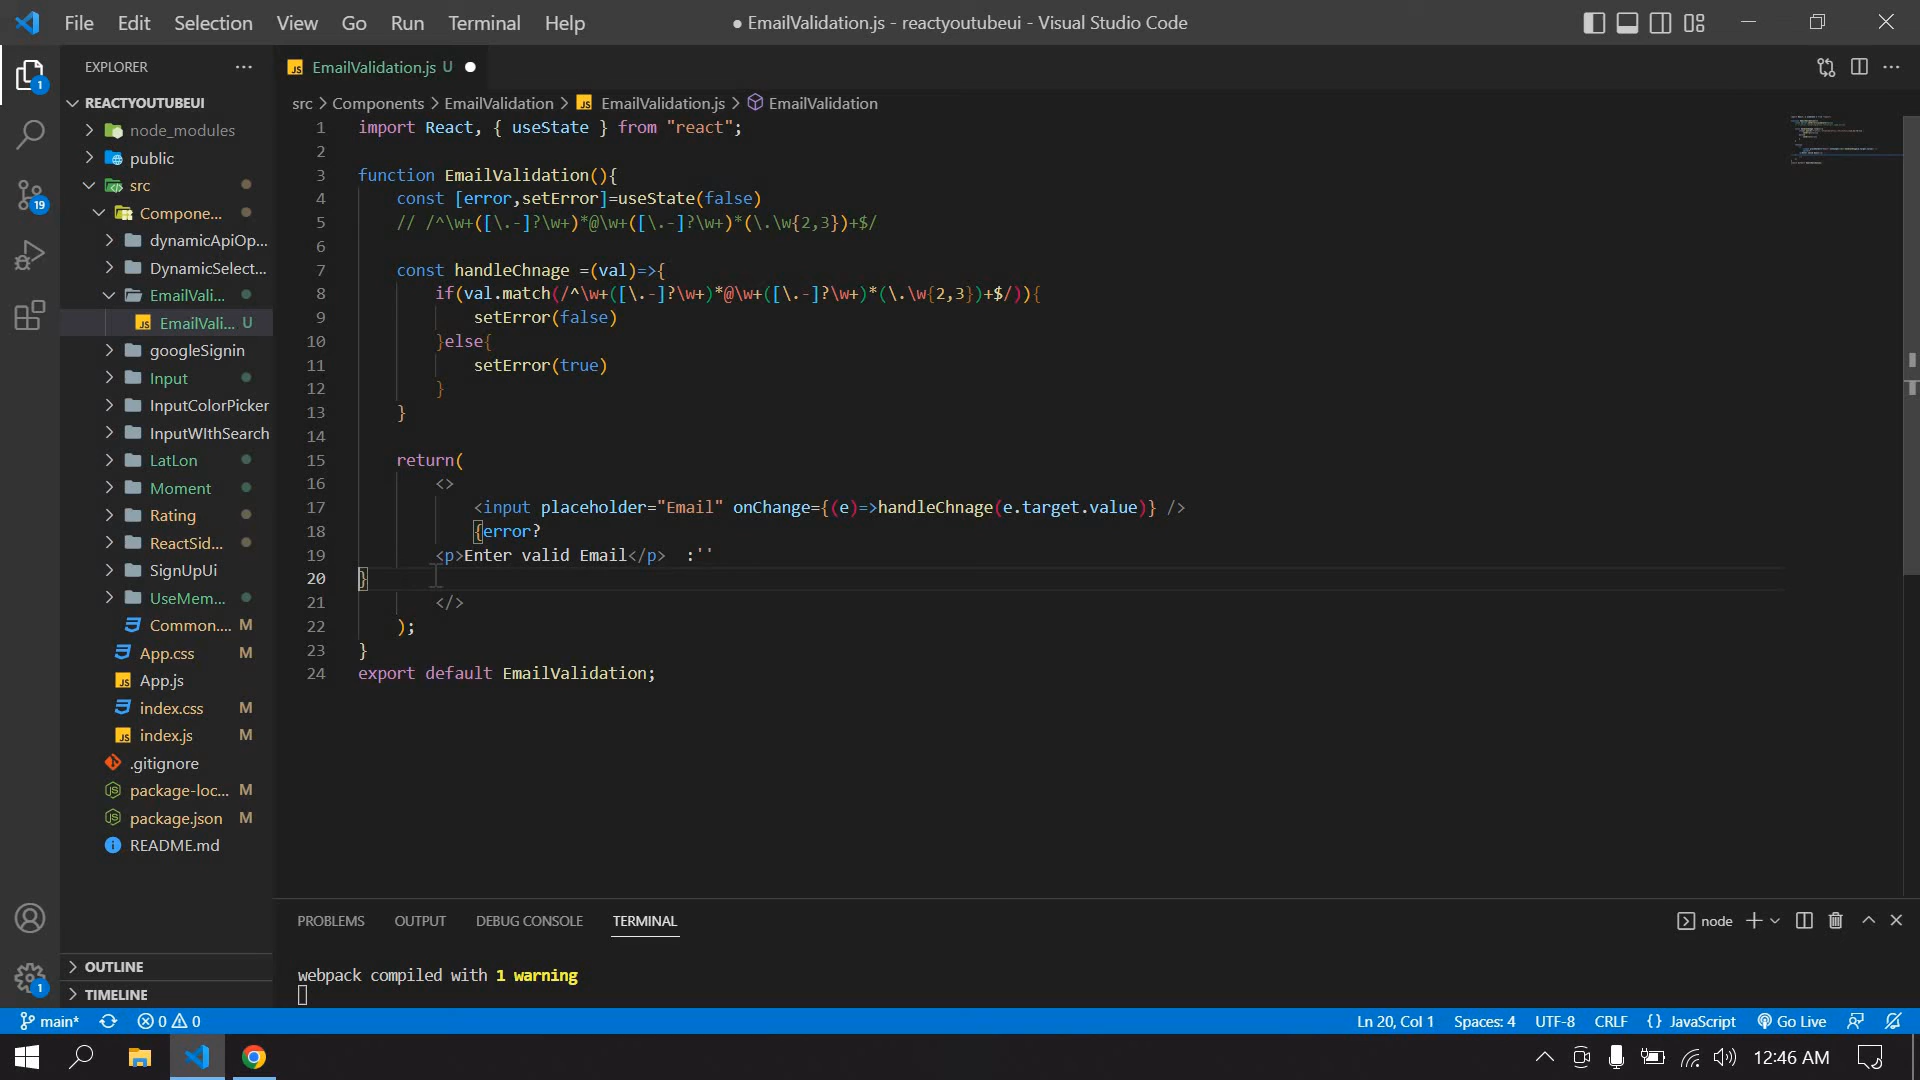 File Edit Selection View Go Run Terminal Help
● EmailValidation.js - reactyoutubeui - Visual Studio Code
EXPLORER
EmailValidation.js U
REACTYOUTUBEUI
src > Components > EmailValidation > JS EmailValidation.js > EmailValidation
node_modules
public
src
Compone...
dynamicApiOp...
DynamicSelect...
EmailVali...
JS EmailVali... U
googleSignin
Input
InputColorPicker
InputWIthSearch
LatLon
Moment
Rating
ReactSid...
SignUpUi
UseMem...
Common.... M
App.css M
JS App.js
index.css M
JS index.js M
.gitignore
package-loc... M
package.json M
README.md
OUTLINE
TIMELINE
1 import React, { useState } from "react";
2
3 function EmailValidation(){
4 const [error,setError]=useState(false)
5 // /^\w+([\.-]?\w+)*@\w+([\.-]?\w+)*(\.\w{2,3})+$/
6
7 const handleChnage =(val)=>{
8 if(val.match(/^\w+([\.-]?\w+)*@\w+([\.-]?\w+)*(\.\w{2,3})+$/)){
9 setError(false)
10 }else{
11 setError(true)
12 }
13 }
14
15 return(
16 <>
17 <input placeholder="Email" onChange={(e)=>handleChnage(e.target.value)} />
18 {error?
19 <p>Enter valid Email</p> :''
20 }
21 </>
22 );
23 }
24 export default EmailValidation;
PROBLEMS OUTPUT DEBUG CONSOLE TERMINAL
node
webpack compiled with 1 warning
1
19
1
main* 0 0
Ln 20, Col 1 Spaces: 4 UTF-8 CRLF {} JavaScript Go Live
12:46 AM